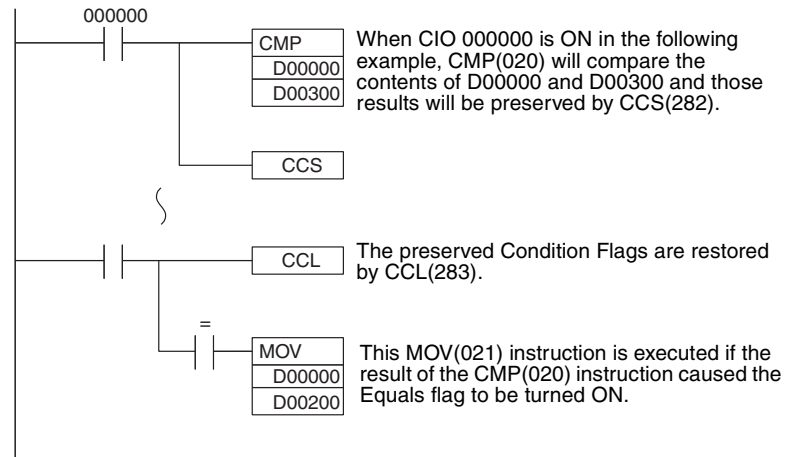 000000
CMP
D00000
D00300
When CIO 000000 is ON in the following
example, CMP(020) will compare the
contents of D00000 and D00300 and those
results will be preserved by CCS(282).
CCS
CCL
The preserved Condition Flags are restored
by CCL(283).
=
MOV
D00000
D00200
This MOV(021) instruction is executed if the
result of the CMP(020) instruction caused the
Equals flag to be turned ON.